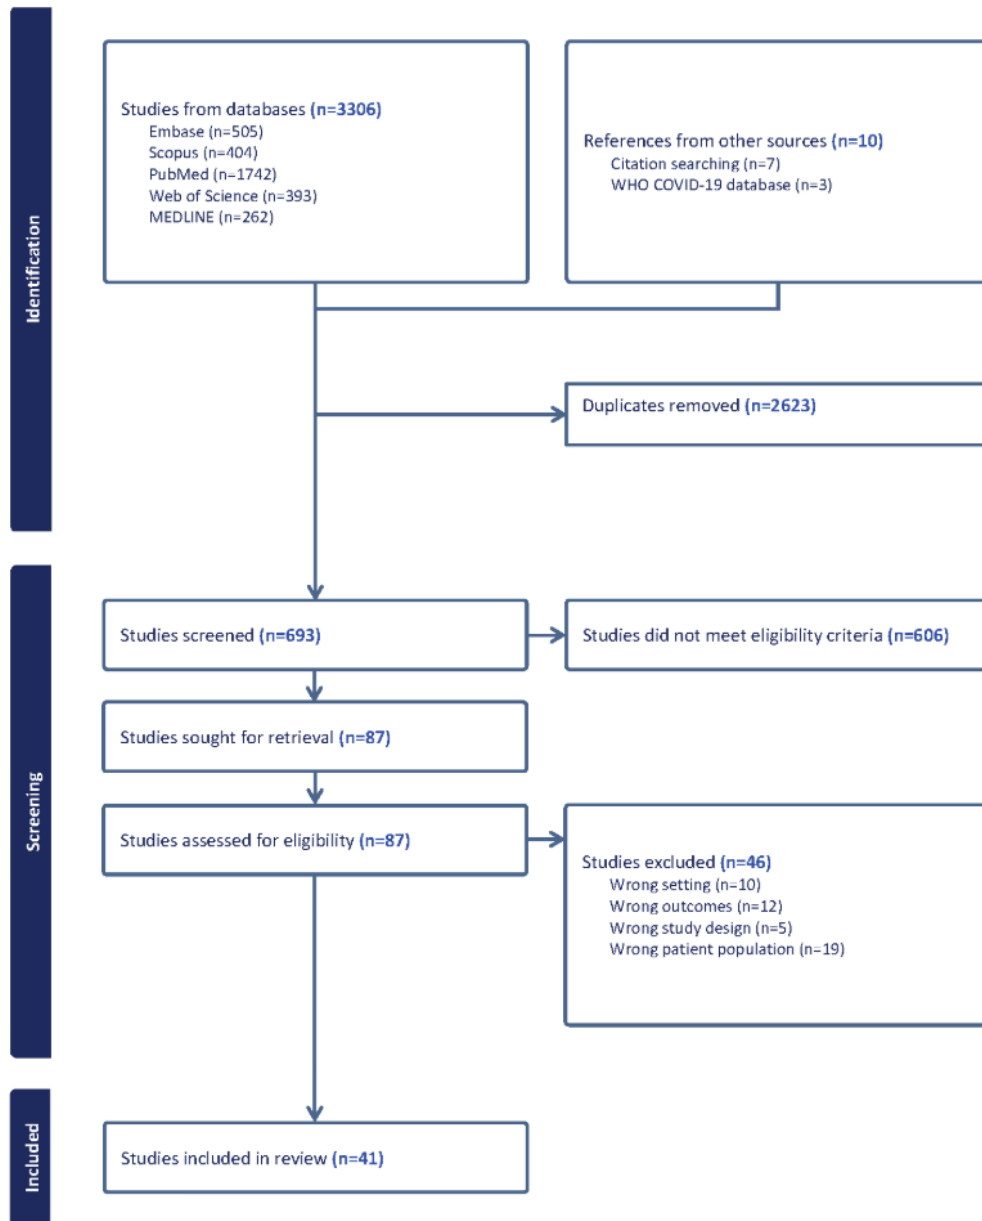 Identification
Studies from databases (n=3306)
Embase (n=505)
Scopus (n=404)
PubMed (n=1742)
Web of Science (n=393)
MEDLINE (n=262)
References from other sources (n=10)
Citation searching (n=7)
WHO COVID-19 database (n=3)
Duplicates removed (n=2623)
Screening
Studies screened (n=693)
Studies did not meet eligibility criteria (n=606)
Studies sought for retrieval (n=87)
Studies assessed for eligibility (n=87)
Studies excluded (n=46)
Wrong setting (n=10)
Wrong outcomes (n=12)
Wrong study design (n=5)
Wrong patient population (n=19)
Included
Studies included in review (n=41)